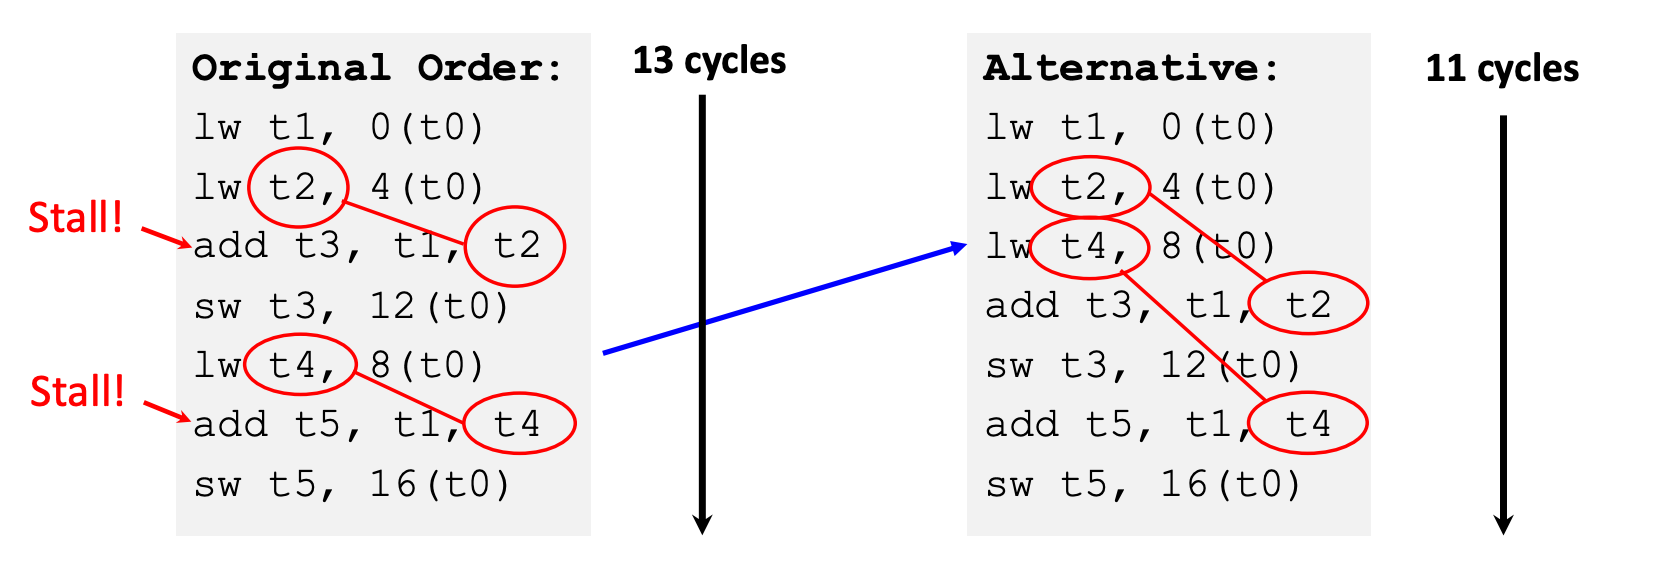 Original Order:
lw t1, 0(t0)
lw t2, 4(t0)
Stall!
add t3, t1, t2
sw t3, 12(t0)
lw t4, 8(t0)
Stall!
add t5, t1, t4
sw t5, 16(t0)
13 cycles
Alternative:
lw t1, 0(t0)
lw t2, 4(t0)
lw t4, 8(t0)
add t3, t1, t2
sw t3, 12(t0)
add t5, t1, t4
sw t5, 16(t0)
11 cycles